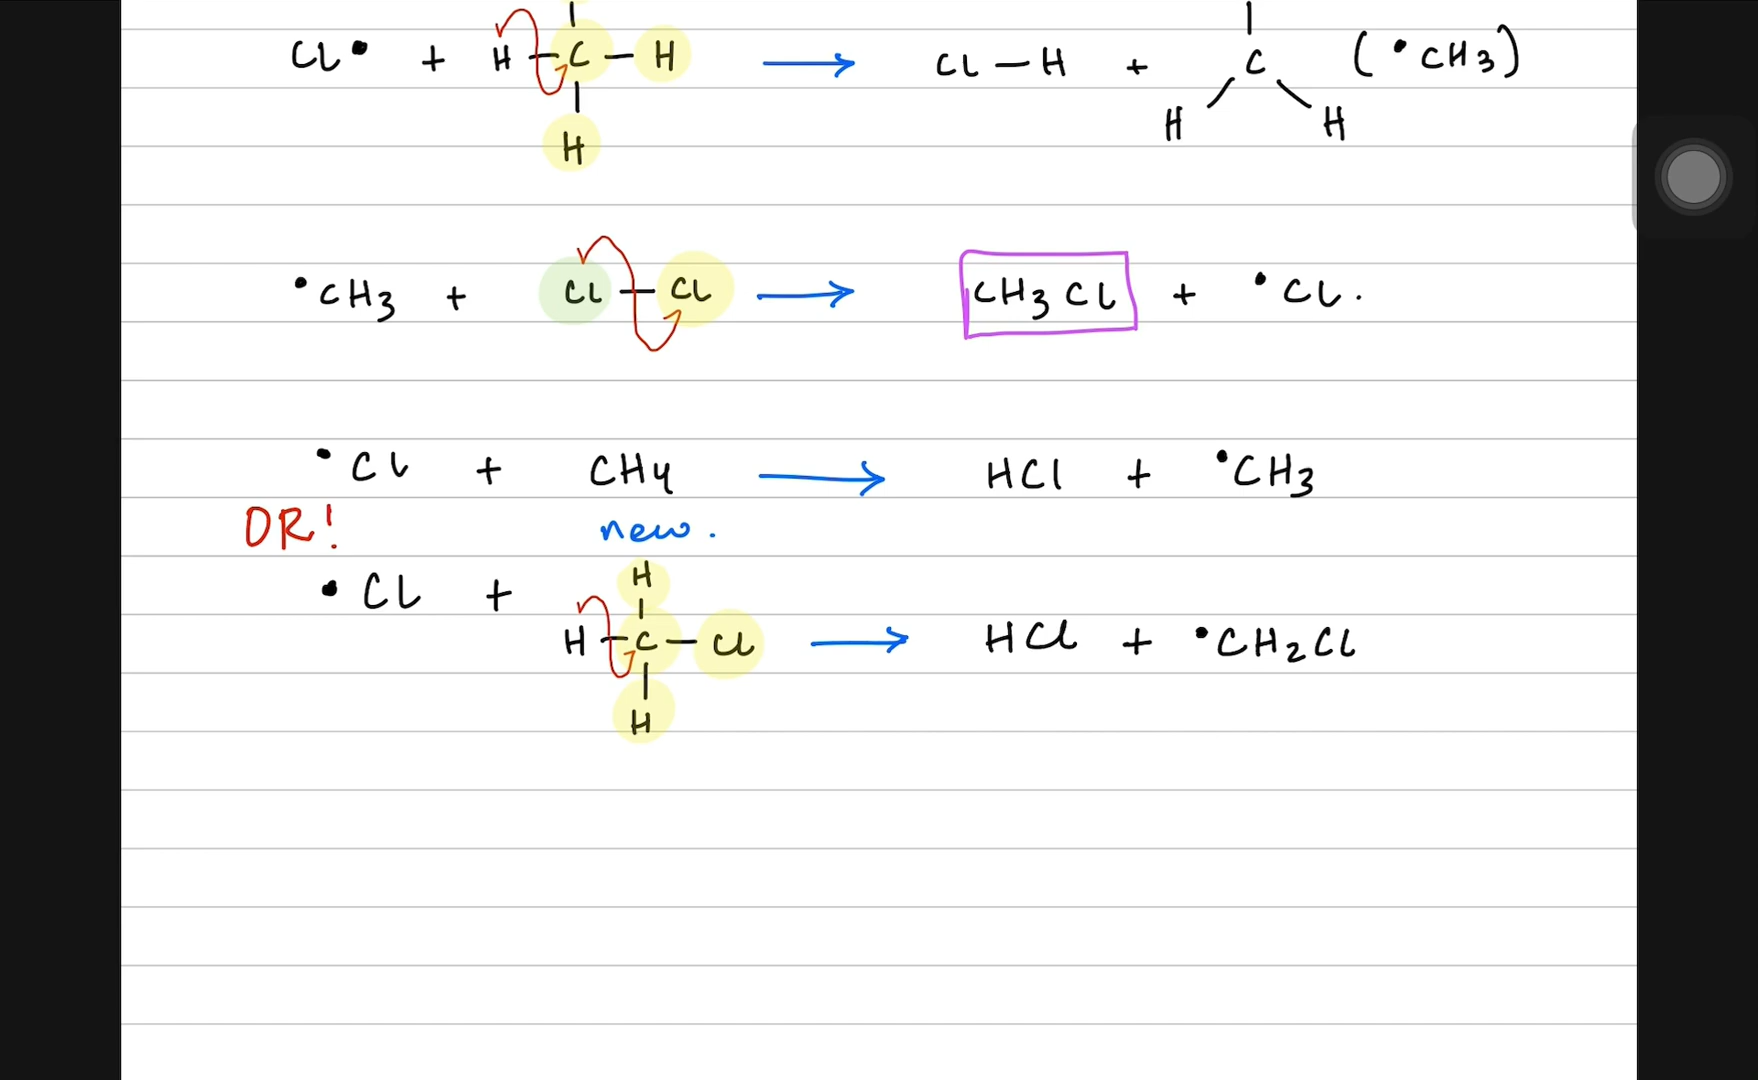 Cl• + H – C – H → Cl – H + C (•CH3)
H H H
•CH3 + Cl – Cl → CH3Cl + •Cl.
•Cl + CH4 → HCl + •CH3
OR! new.
H
•Cl +
H – C – Cl → HCl + •CH2Cl
H